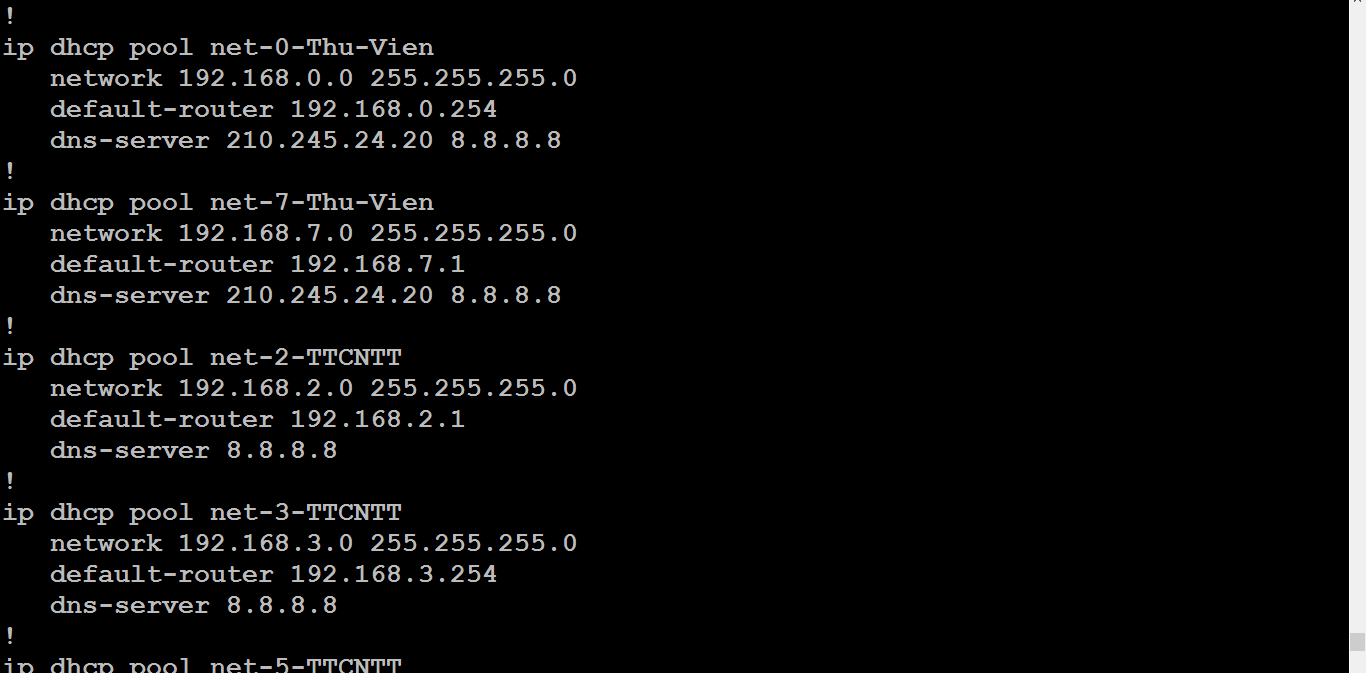 !
ip dhcp pool net-0-Thu-Vien
   network 192.168.0.0 255.255.255.0
   default-router 192.168.0.254
   dns-server 210.245.24.20 8.8.8.8
!
ip dhcp pool net-7-Thu-Vien
   network 192.168.7.0 255.255.255.0
   default-router 192.168.7.1
   dns-server 210.245.24.20 8.8.8.8
!
ip dhcp pool net-2-TTCNTT
   network 192.168.2.0 255.255.255.0
   default-router 192.168.2.1
   dns-server 8.8.8.8
!
ip dhcp pool net-3-TTCNTT
   network 192.168.3.0 255.255.255.0
   default-router 192.168.3.254
   dns-server 8.8.8.8
!
ip dhcp pool net-5-TTCNTT